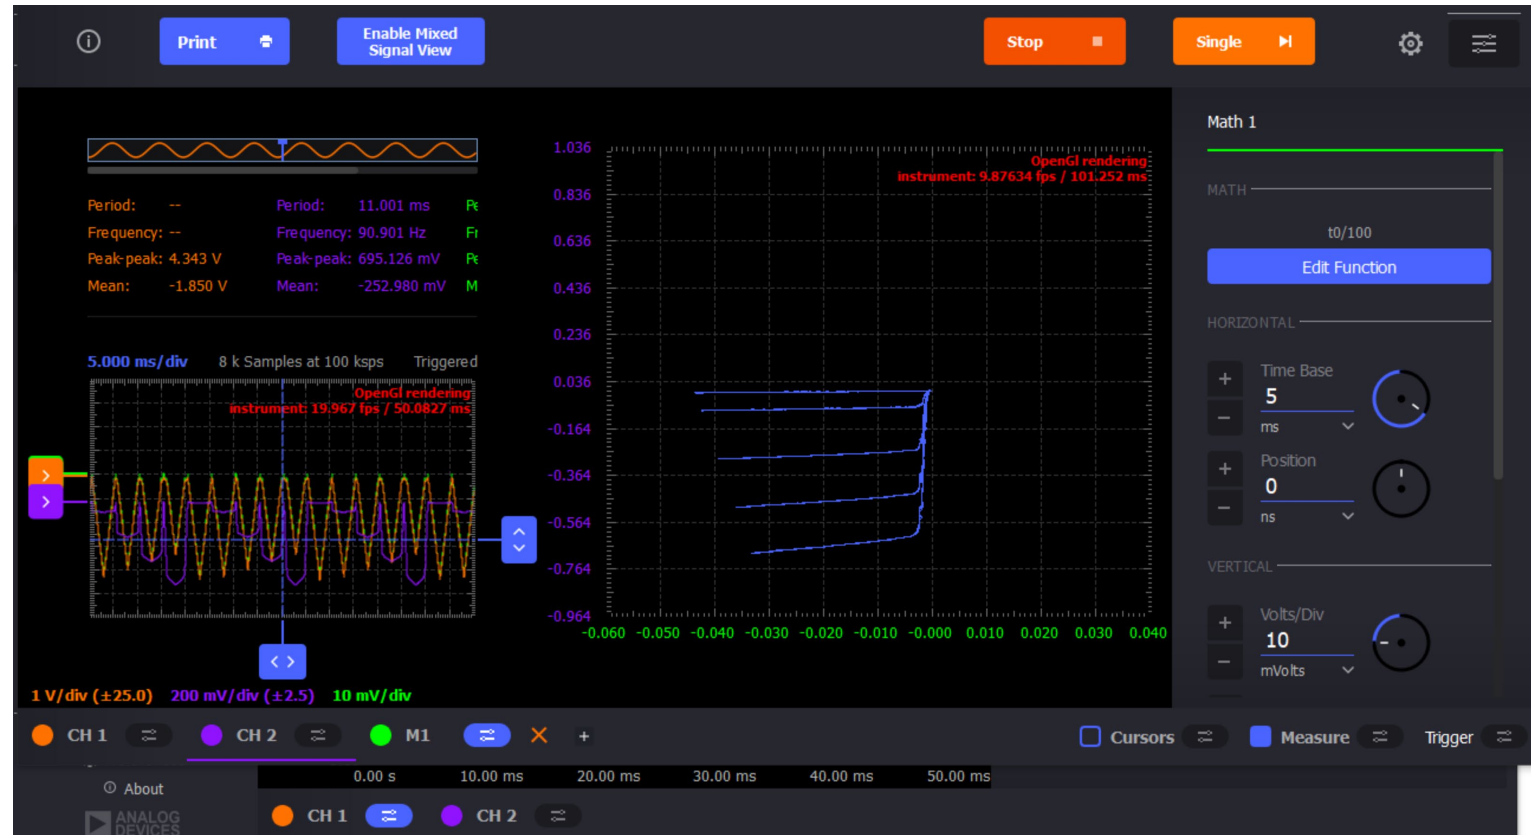 Print
Enable Mixed
Signal View
Stop
Single
Math 1
MATH
t0/100
Edit Function
HORIZONTAL
Time Base
5
ms
Position
0
ns
VERTICAL
Volts/Div
10
mVolts
Period: -- Period: 11.001 ms Pe
Frequency: -- Frequency: 90.901 Hz Fr
Peak-peak: 4.343 V Peak-peak: 695.126 mV Pe
Mean: -1.850 V Mean: -252.980 mV M
5.000 ms/div 8 k Samples at 100 ksps Triggered
OpenGl rendering
instrument: 19.967 fps / 50.0827 ms
OpenGl rendering
instrument: 9.87634 fps / 101.252 ms
1.036
0.836
0.636
0.436
0.236
0.036
-0.164
-0.364
-0.564
-0.764
-0.964
-0.060 -0.050 -0.040 -0.030 -0.020 -0.010 -0.000 0.010 0.020 0.030 0.040
1 V/div (±25.0) 200 mV/div (±2.5) 10 mV/div
CH 1 CH 2 M1 + Cursors Measure Trigger
0.00 s 10.00 ms 20.00 ms 30.00 ms 40.00 ms 50.00 ms
About
CH 1 CH 2
ANALOG
DEVICES